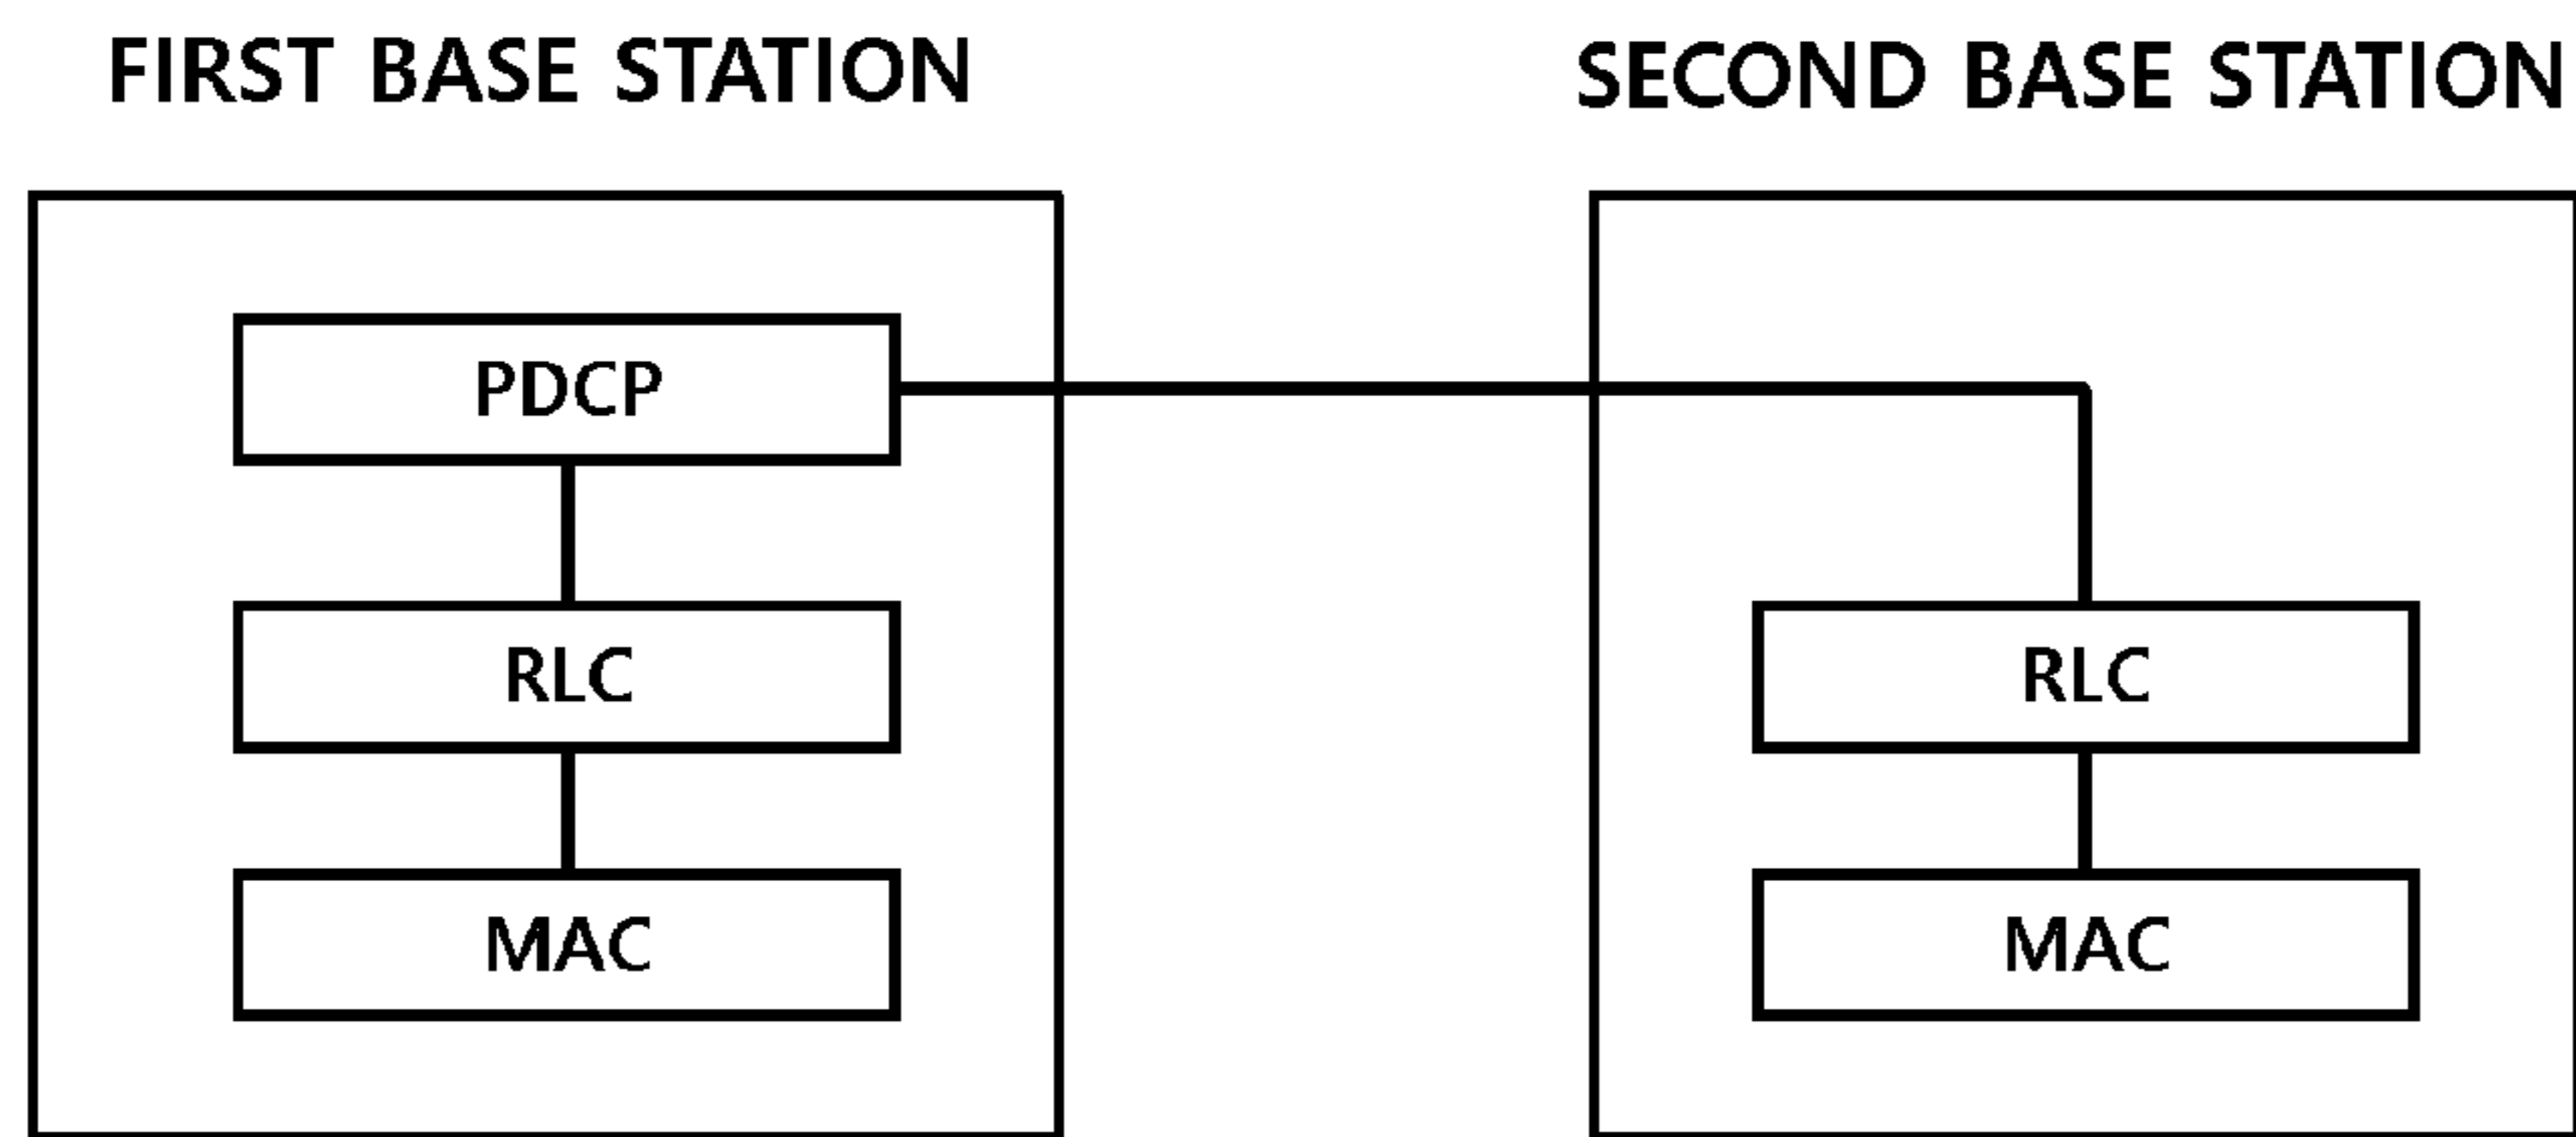 FIRST BASE STATION
SECOND BASE STATION
PDCP
RLC
RLC
MAC
MAC